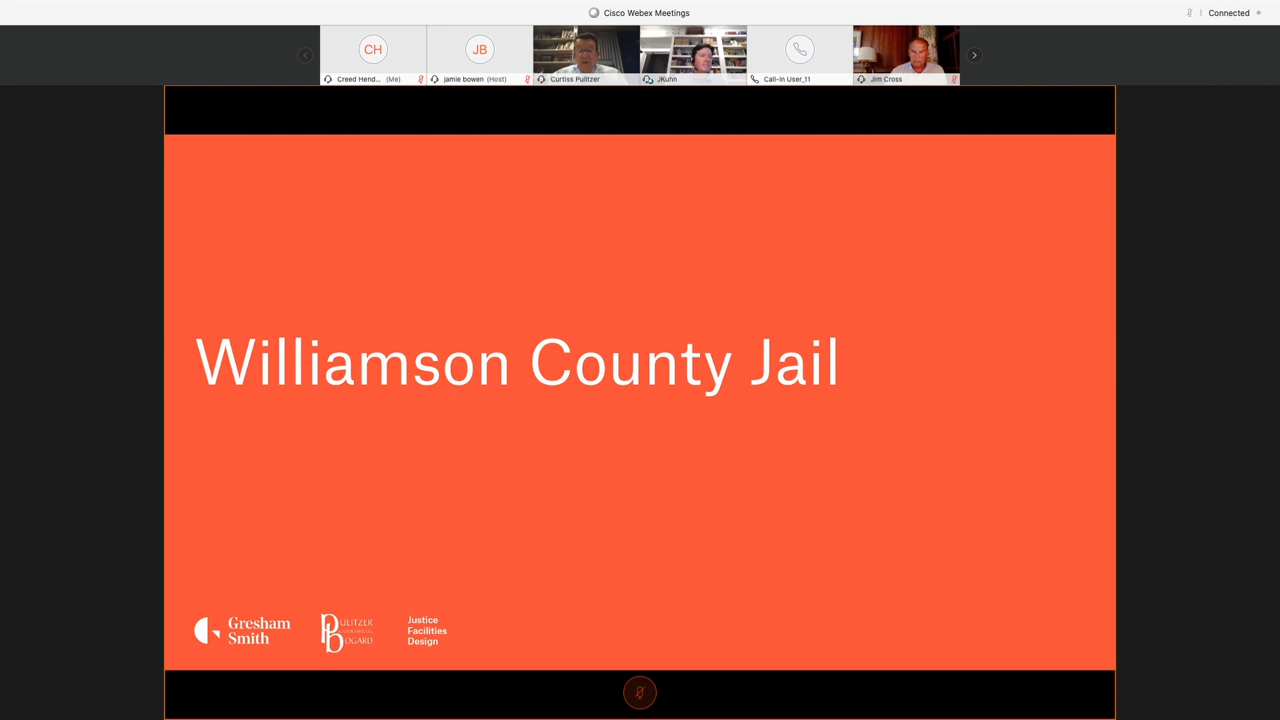 Cisco Webex Meetings
Connected
CH
JB
Creed Hend... (Me)
jamie bowen (Host)
Curtiss Pulitzer
JKuhn
Call-in User_11
Jim Cross
Williamson County Jail
Gresham
Smith
PULITZER
BOGARD
Justice
Facilities
Design